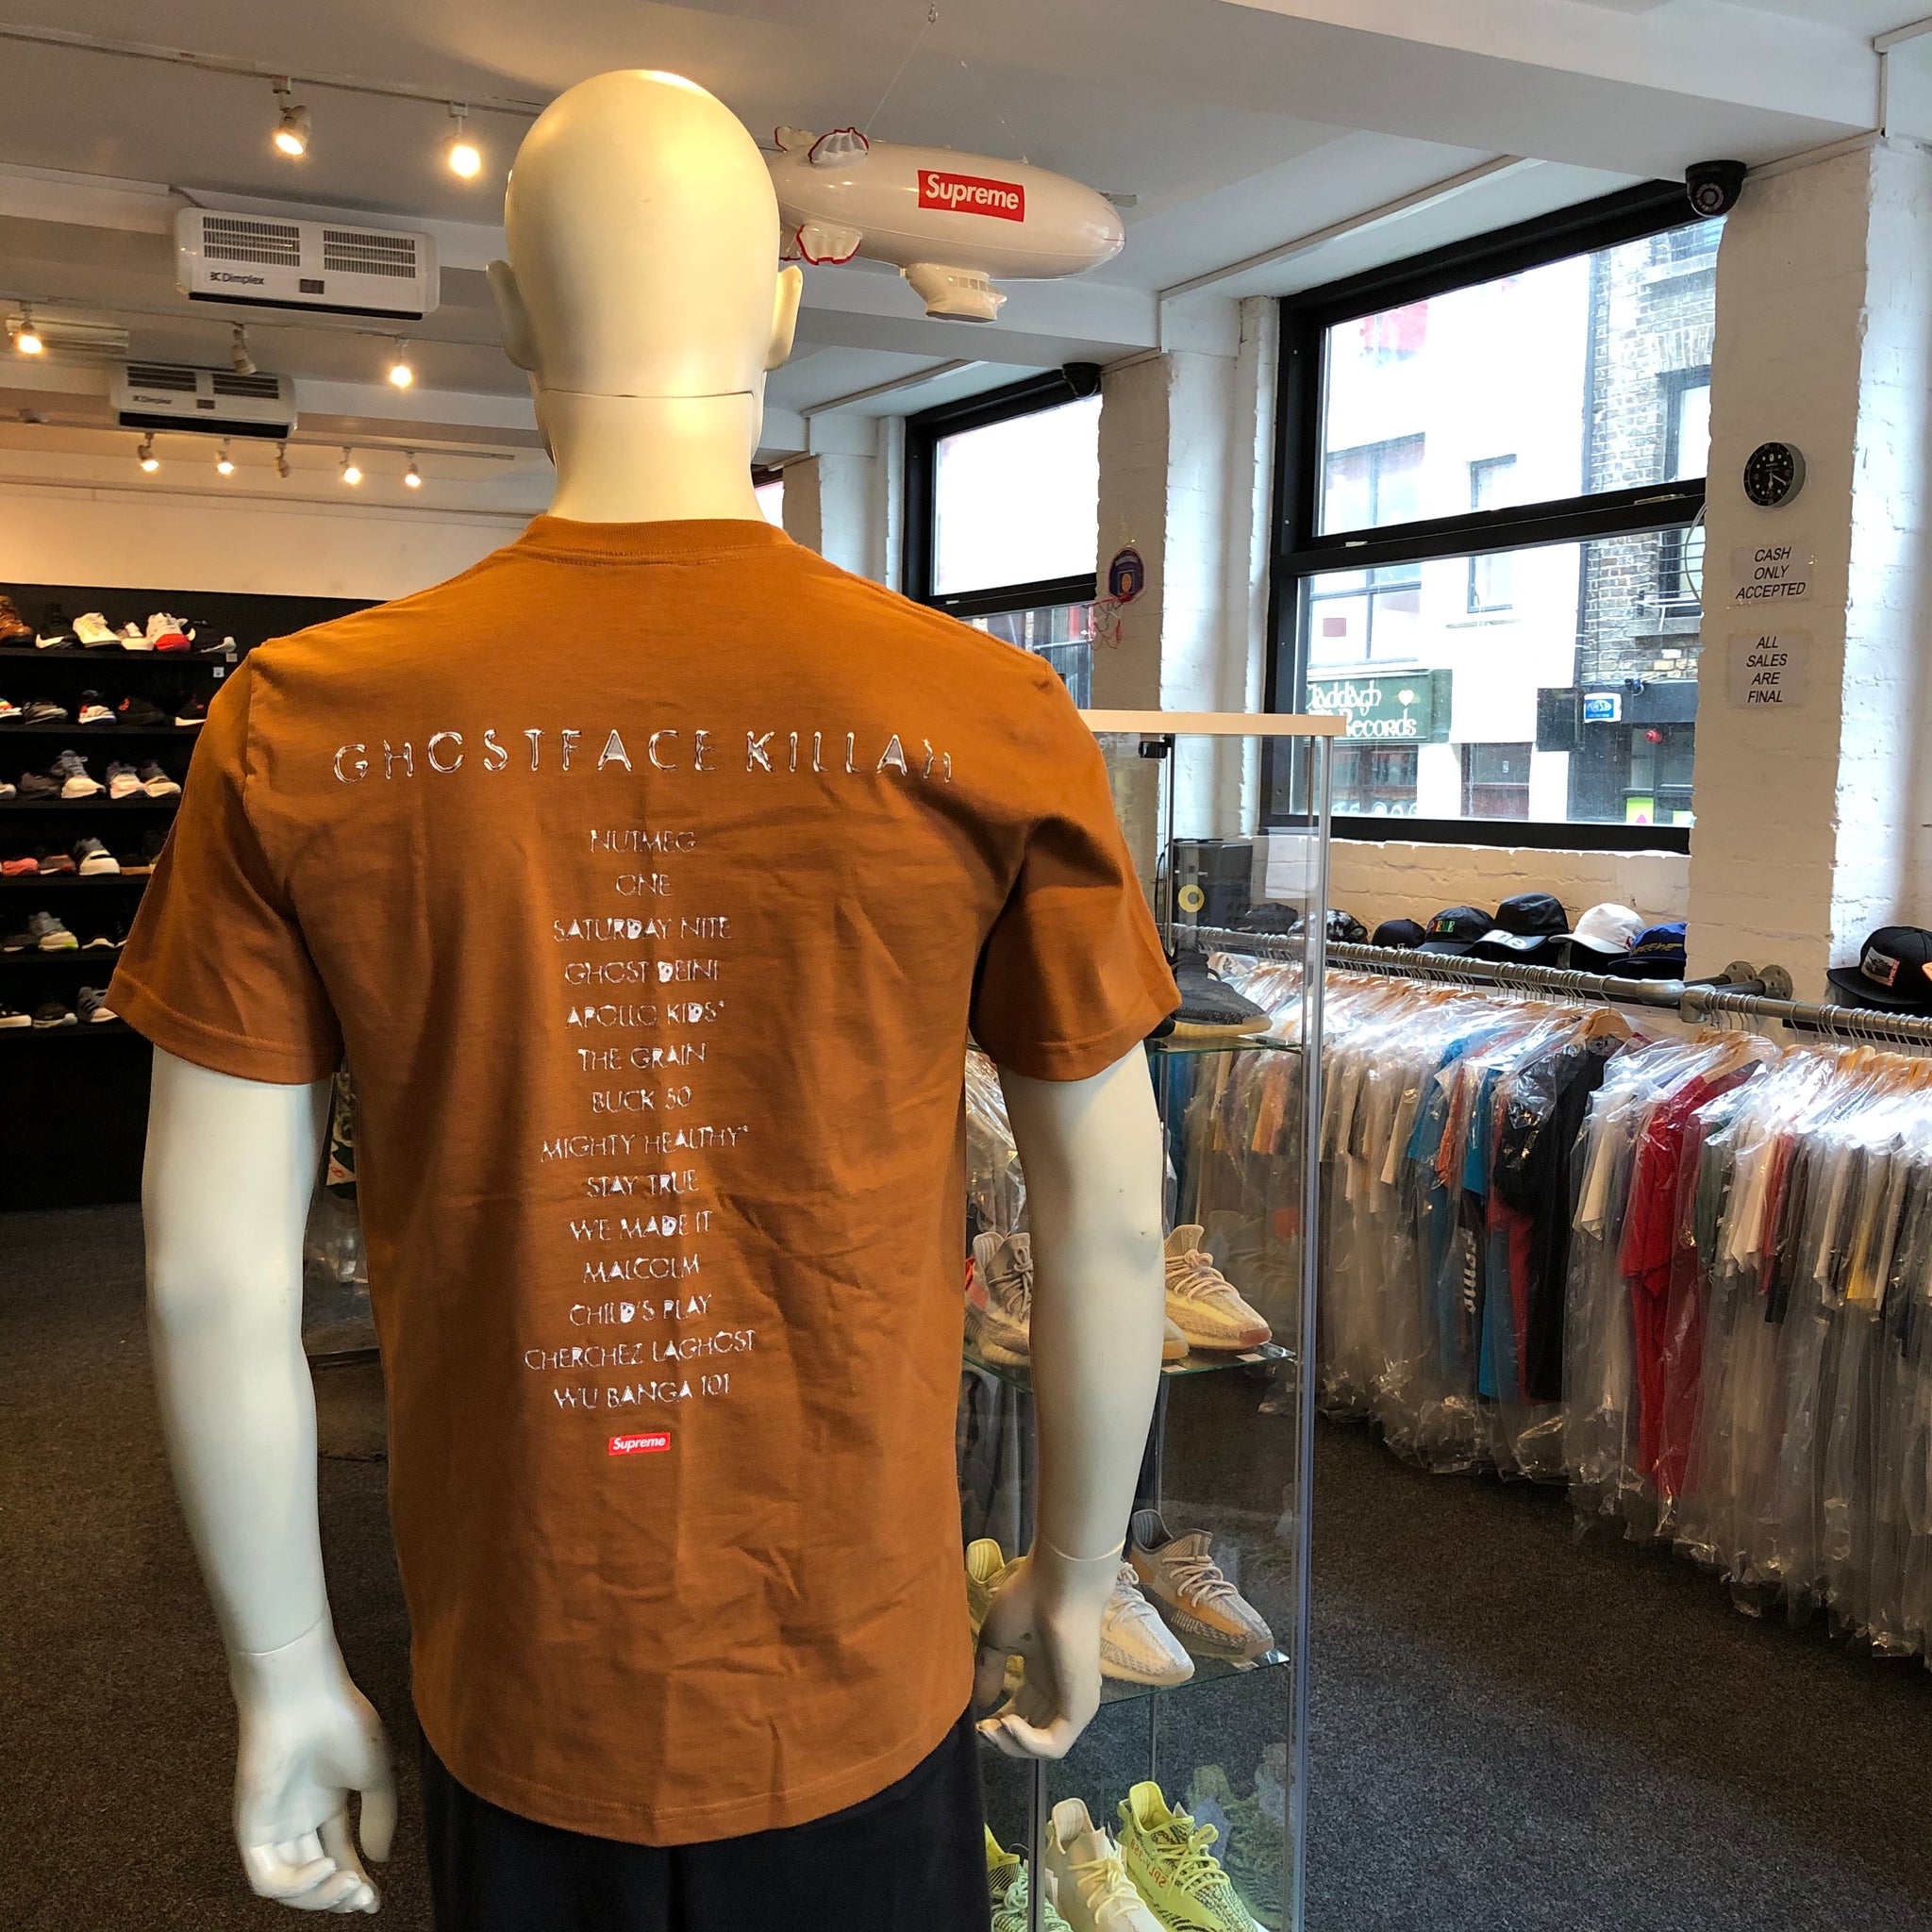 Supreme
Dimplex
Dimplex
CASH
ONLY
ACCEPTED
ALL
SALES
ARE
FINAL
Records
GHOSTFACE KILLAH
NUTMEG
ONE
SATURDAY NITE
GHOST DEINI
APOLLO KIDS*
THE GRAIN
BUCK 50
MIGHTY HEALTHY*
STAY TRUE
WE MADE IT
MALCOLM
CHILD'S PLAY
CHERCHEZ LAGHOST
WU BANGA 101
Supreme